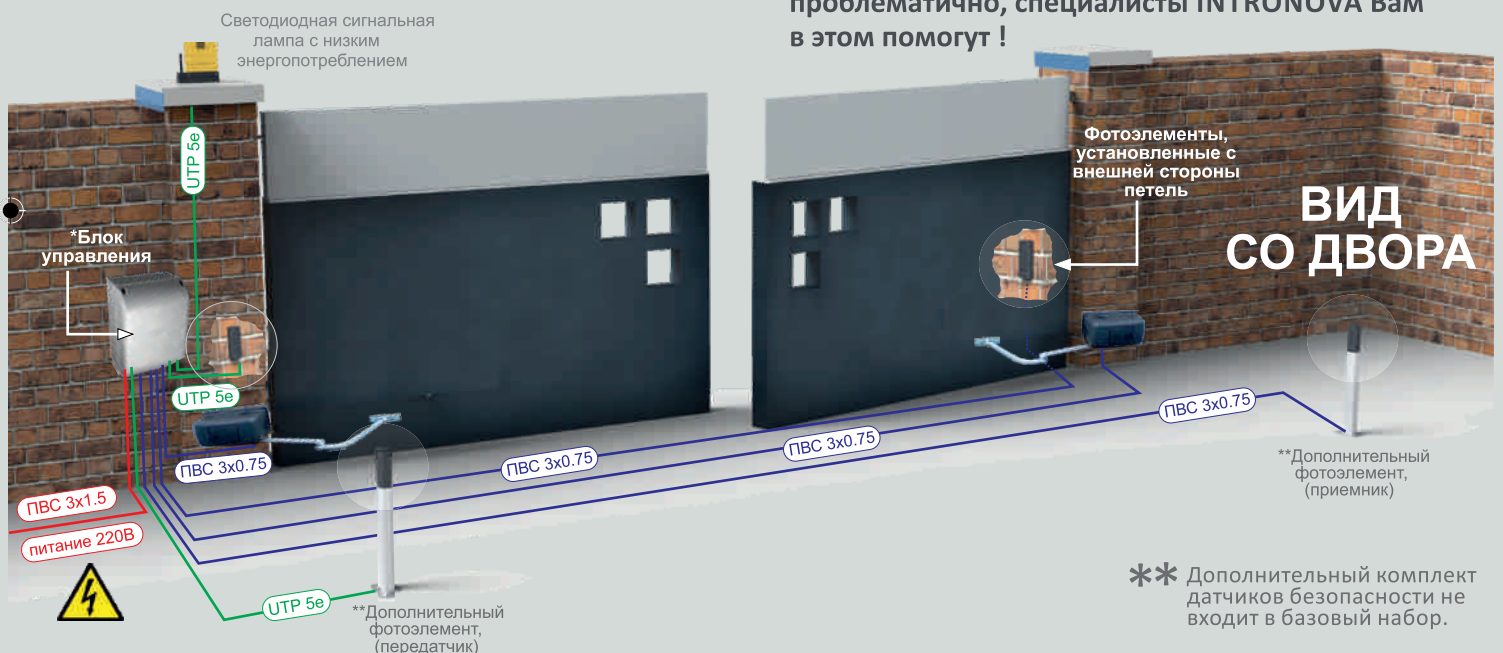 проблематично, специалисты INTRONOVA Вам
в этом помогут !
Светодиодная сигнальная
лампа с низким
энергопотреблением
UTP 5e
*Блок
управления
UTP 5e
ПВС 3x0.75
ПВС 3x1.5
питание 220В
UTP 5e
**Дополнительный
фотоэлемент,
(передатчик)
ПВС 3x0.75
ПВС 3x0.75
ПВС 3x0.75
Фотоэлементы,
установленные с
внешней стороны
петель
ВИД
СО ДВОРА
**Дополнительный
фотоэлемент,
(приемник)
** Дополнительный комплект
датчиков безопасности не
входит в базовый набор.